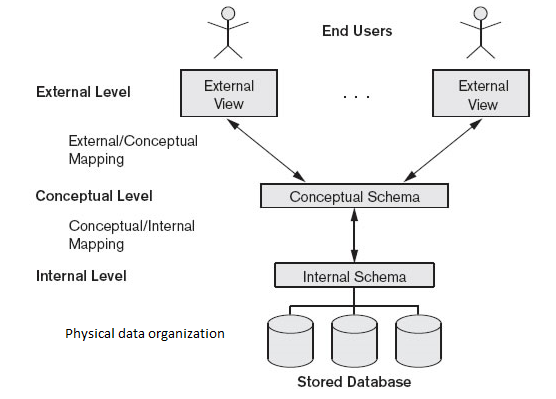 End Users
External Level
External
View
. . .
External
View
External/Conceptual
Mapping
Conceptual Level
Conceptual Schema
Conceptual/Internal
Mapping
Internal Level
Internal Schema
Physical data organization
Stored Database